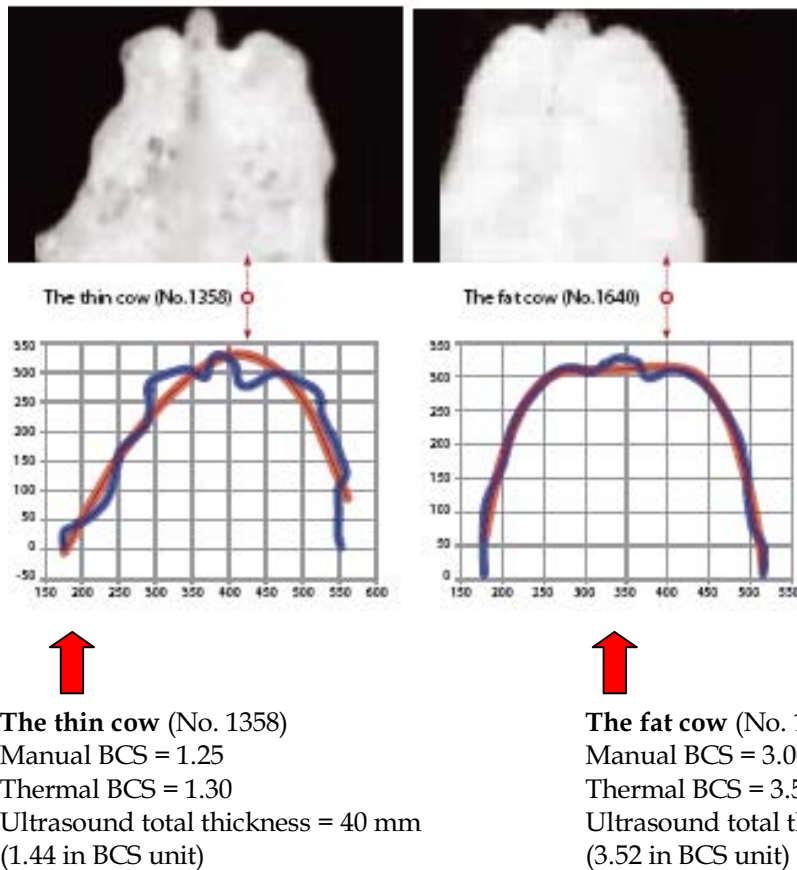 The thin cow (No.1358)
The fat cow (No.1640)
350
300
250
200
150
100
50
0
-50
150 200 250 300 350 400 450 500 550 600
350
300
250
200
150
100
50
0
150 200 250 300 350 400 450 500 550
The thin cow (No. 1358)
Manual BCS = 1.25
Thermal BCS = 1.30
Ultrasound total thickness = 40 mm
(1.44 in BCS unit)
The fat cow (No. 1
Manual BCS = 3.0
Thermal BCS = 3.5
Ultrasound total th
(3.52 in BCS unit)